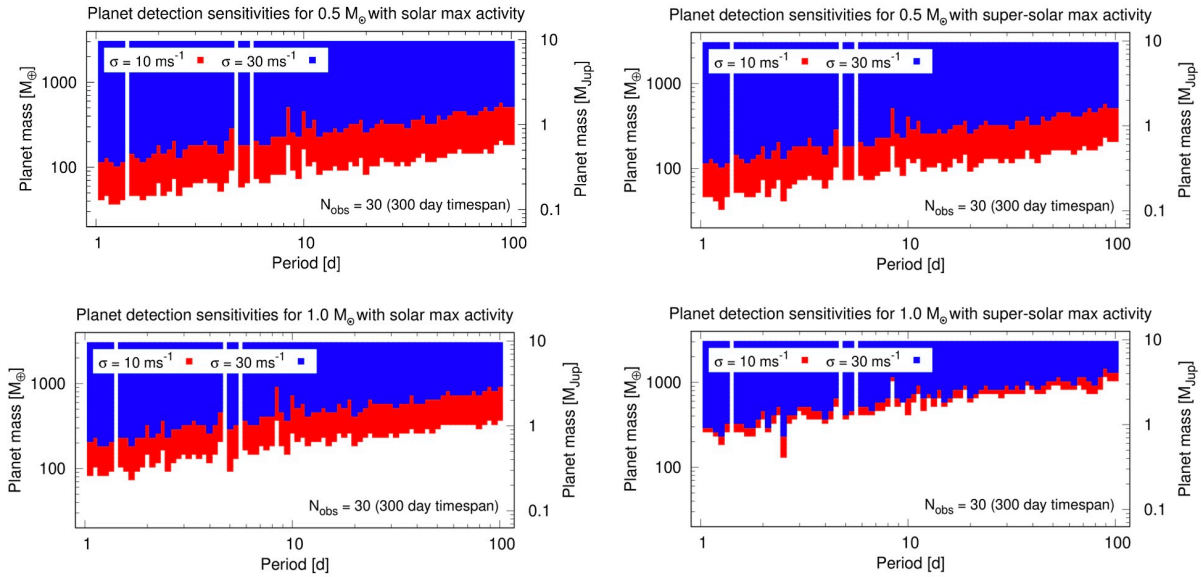 Planet detection sensitivities for 0.5 M⊙ with solar max activity
σ = 10 ms⁻¹ σ = 30 ms⁻¹
1000
100
Planet mass [M⊕]
10
1
0.1
Planet mass [MJup]
Nobs = 30 (300 day timespan)
1 10 100
Period [d]
Planet detection sensitivities for 0.5 M⊙ with super-solar max activity
σ = 10 ms⁻¹ σ = 30 ms⁻¹
1000
100
Planet mass [M⊕]
10
1
0.1
Planet mass [MJup]
Nobs = 30 (300 day timespan)
1 10 100
Period [d]
Planet detection sensitivities for 1.0 M⊙ with solar max activity
σ = 10 ms⁻¹ σ = 30 ms⁻¹
1000
100
Planet mass [M⊕]
10
1
0.1
Planet mass [MJup]
Nobs = 30 (300 day timespan)
1 10 100
Period [d]
Planet detection sensitivities for 1.0 M⊙ with super-solar max activity
σ = 10 ms⁻¹ σ = 30 ms⁻¹
1000
100
Planet mass [M⊕]
10
1
0.1
Planet mass [MJup]
Nobs = 30 (300 day timespan)
1 10 100
Period [d]